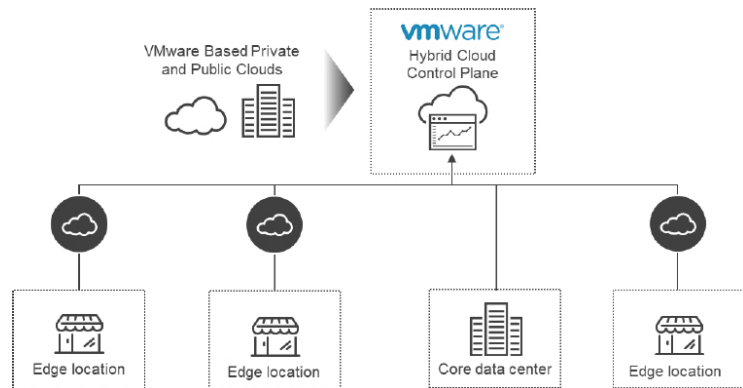 VMware Based Private
and Public Clouds
vmware®
Hybrid Cloud
Control Plane
Edge location
Edge location
Core data center
Edge location